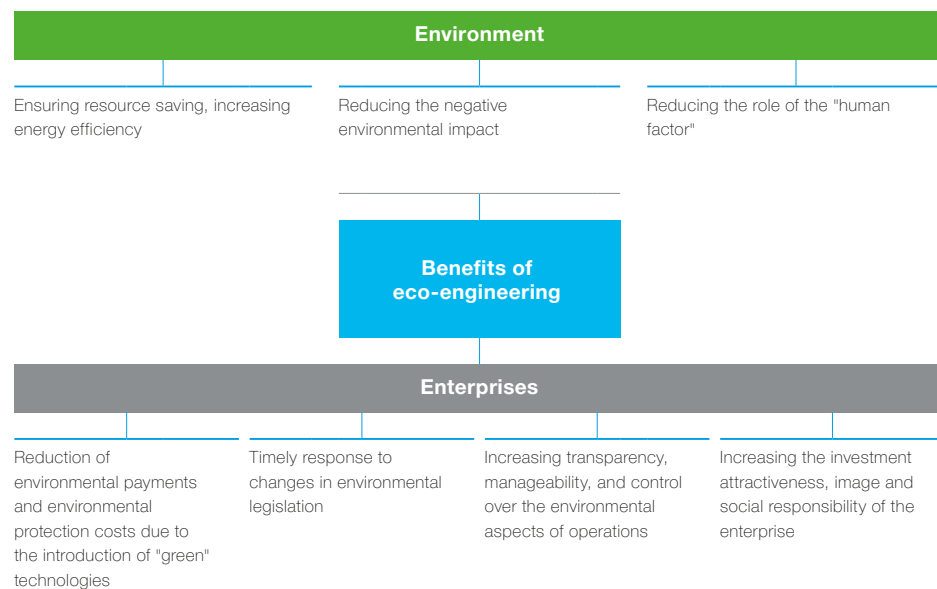 Environment
Ensuring resource saving, increasing
energy efficiency
Reducing the negative
environmental impact
Reducing the role of the "human
factor"
Benefits of
eco-engineering
Enterprises
Reduction of
environmental payments
and environmental
protection costs due to
the introduction of "green"
technologies
Timely response to
changes in environmental
legislation
Increasing transparency,
manageability, and control
over the environmental
aspects of operations
Increasing the investment
attractiveness, image and
social responsibility of the
enterprise